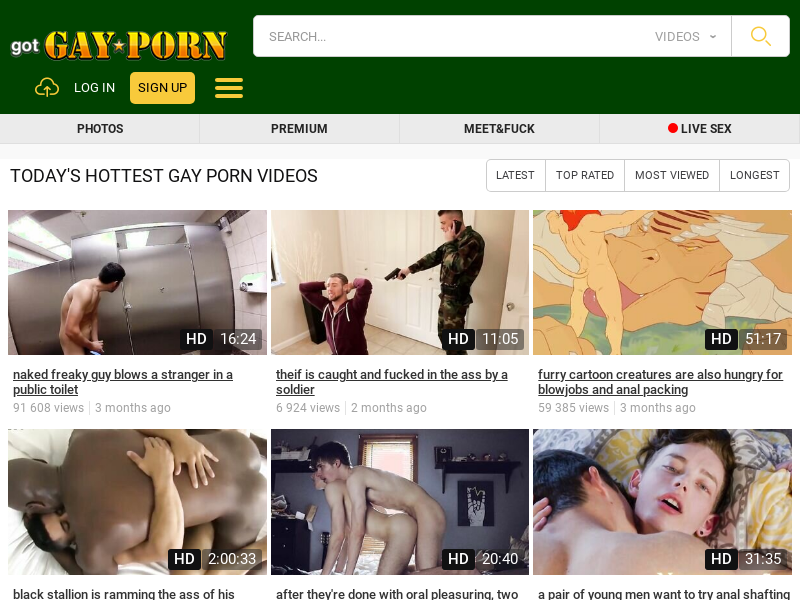 got GAY★PORN
SEARCH... VIDEOS
LOG IN SIGN UP
PHOTOS PREMIUM MEET&FUCK LIVE SEX
TODAY'S HOTTEST GAY PORN VIDEOS
LATEST TOP RATED MOST VIEWED LONGEST
HD 16:24
HD 11:05
HD 51:17
naked freaky guy blows a stranger in a
public toilet
91 608 views 3 months ago
theif is caught and fucked in the ass by a
soldier
6 924 views 2 months ago
furry cartoon creatures are also hungry for
blowjobs and anal packing
59 385 views 3 months ago
HD 2:00:33
HD 20:40
HD 31:35
black stallion is ramming the ass of his
after they're done with oral pleasuring, two
a pair of young men want to try anal shafting